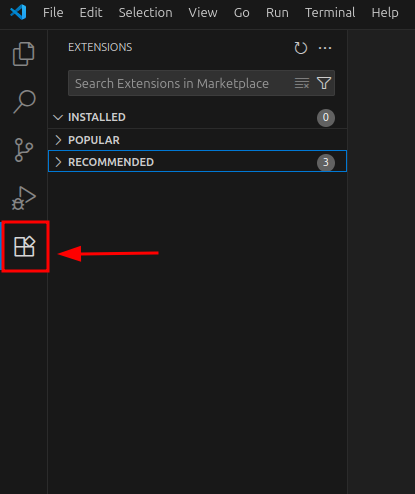 File Edit Selection View Go Run Terminal Help
EXTENSIONS
Search Extensions in Marketplace
INSTALLED 0
POPULAR
RECOMMENDED 3